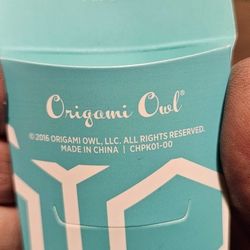 Origami Owl®
©2016 ORIGAMI OWL, LLC. ALL RIGHTS RESERVED.
MADE IN CHINA | CHPK01-00